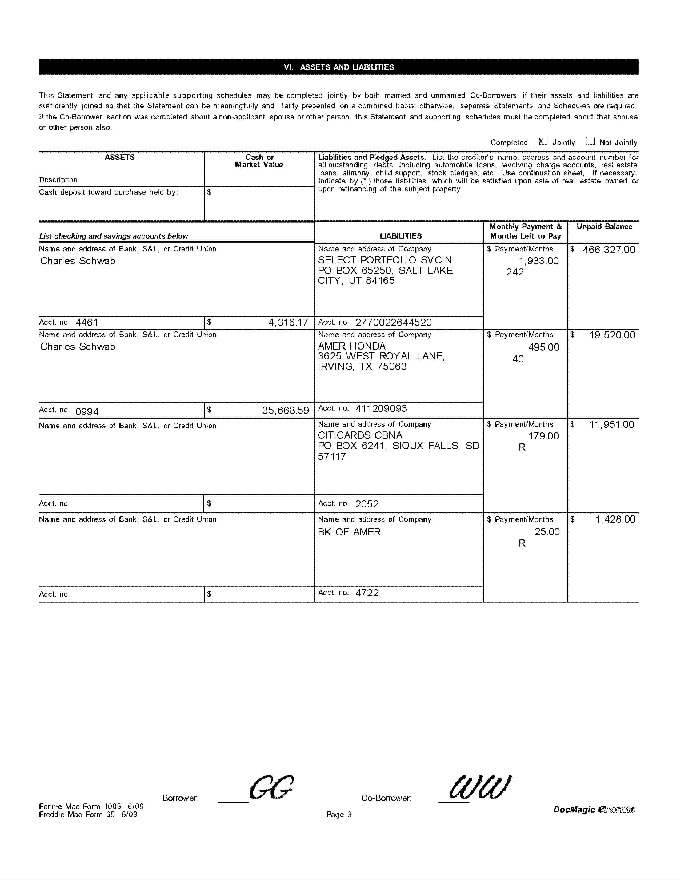 VI. ASSETS AND LIABILITIES
This Statement and any applicable supporting schedules may be completed jointly by both married and unmarried Co-Borrowers if their assets and liabilities are
sufficiently joined so that the Statement can be meaningfully and fairly presented on a combined basis; otherwise, separate Statements and Schedules are required.
If the Co-Borrower section was completed about a non-applicant spouse or other person, this Statement and supporting schedules must be completed about that spouse
or other person also.
Completed X Jointly Not Jointly
ASSETS
Cash or
Market Value
Description
Cash deposit toward purchase held by:
$
Liabilities and Pledged Assets. List the creditor's name, address and account number for
all outstanding debts, including automobile loans, revolving charge accounts, real estate
loans, alimony, child support, stock pledges, etc. Use continuation sheet, if necessary.
Indicate by (*) those liabilities, which will be satisfied upon sale of real estate owned or
upon refinancing of the subject property.
List checking and savings accounts below
LIABILITIES
Monthly Payment &
Months Left to Pay
Unpaid Balance
Name and address of Bank, S&L, or Credit Union
Charles Schwab
Acct. no. 4461 $ 4,316.17
Name and address of Company
SELECT PORTFOLIO SVCIN
PO BOX 65250, SALT LAKE
CITY, UT 84165
Acct. no. 2770022644520
$ Payment/Months
1,933.00
242
$ 466,327.00
Name and address of Bank, S&L, or Credit Union
Charles Schwab
Acct. no. 0994 $ 35,668.59
Name and address of Company
AMER HONDA
3625 WEST ROYAL LANE,
IRVING, TX 75063
Acct. no. 411209093
$ Payment/Months
495.00
40
$ 19,520.00
Name and address of Bank, S&L, or Credit Union
Acct. no. $
Name and address of Company
CITICARDS CBNA
PO BOX 6241, SIOUX FALLS, SD
57117
Acct. no. 2052
$ Payment/Months
179.00
R
$ 11,951.00
Name and address of Bank, S&L, or Credit Union
Acct. no. $
Name and address of Company
BK OF AMER
Acct. no. 4722
$ Payment/Months
25.00
R
$ 1,428.00
Borrower: GG
Co-Borrower: WW
Fannie Mae Form 1003 6/09
Freddie Mac Form 65 6/09
Page 3
DocMagic